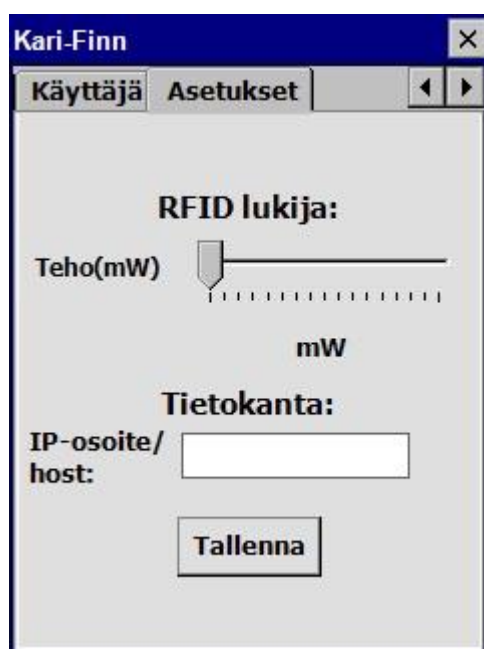 Kari-Finn
Käyttäjä Asetukset
RFID lukija:
Teho(mW)
mW
Tietokanta:
IP-osoite/
host:
Tallenna